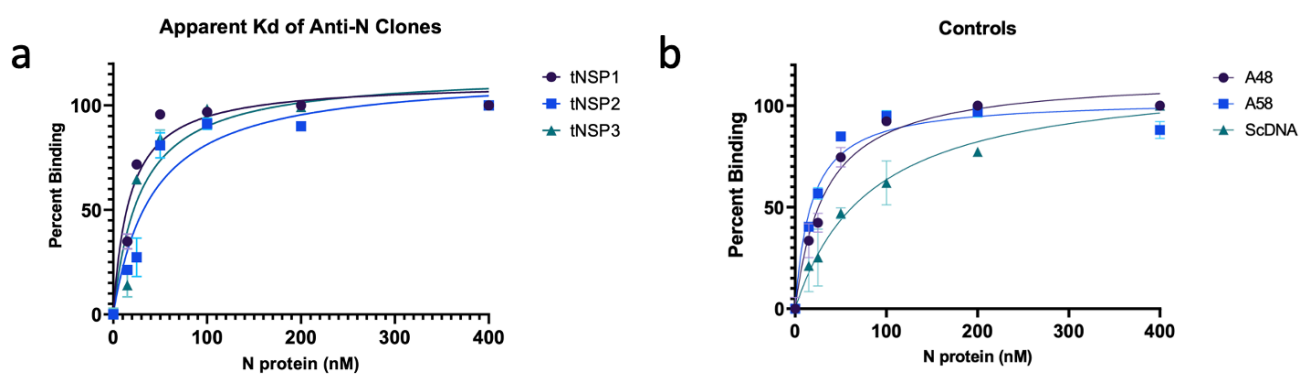 a
Apparent Kd of Anti-N Clones
Percent Binding
100
50
0
0
100
200
300
400
N protein (nM)
tNSP1
tNSP2
tNSP3
b
Controls
Percent Binding
100
50
0
0
100
200
300
400
N protein (nM)
A48
A58
ScDNA